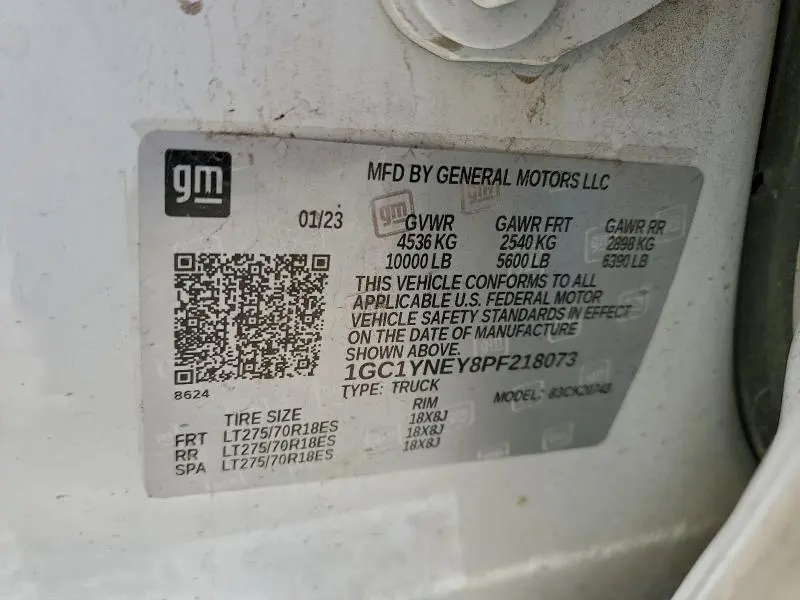 gm
MFD BY GENERAL MOTORS LLC
01/23 GVWR GAWR FRT GAWR RR
4536 KG 2540 KG 2898 KG
10000 LB 5600 LB 6390 LB
THIS VEHICLE CONFORMS TO ALL
APPLICABLE U.S. FEDERAL MOTOR
VEHICLE SAFETY STANDARDS IN EFFECT
ON THE DATE OF MANUFACTURE
SHOWN ABOVE.
1GC1YNEY8PF218073
8624
TYPE: TRUCK MODEL:
TIRE SIZE RIM
FRT LT275/70R18ES 18X8J
RR LT275/70R18ES 18X8J
SPA LT275/70R18ES 18X8J